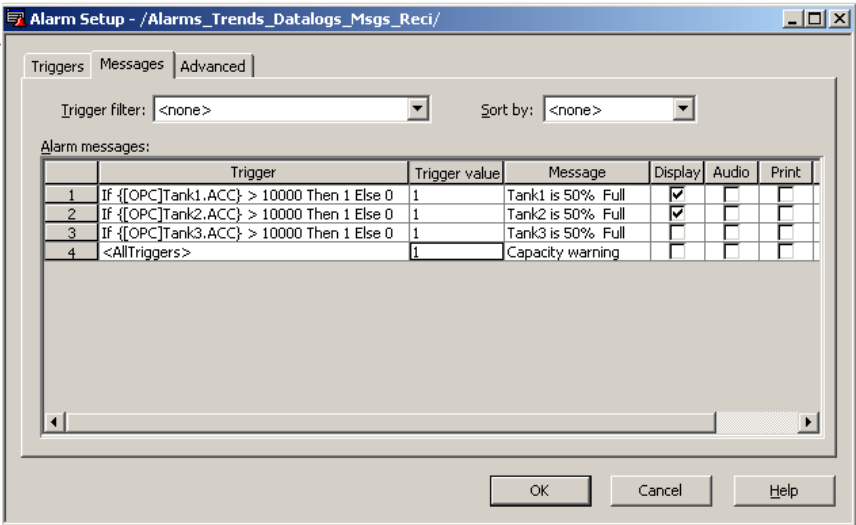 Alarm Setup - /Alarms_Trends_Datalogs_Msgs_Reci/
Triggers Messages Advanced
Trigger filter: <none> Sort by: <none>
Alarm messages:
Trigger Trigger value Message Display Audio Print
1 If {[OPC]Tank1.ACC} > 10000 Then 1 Else 0 1 Tank1 is 50% Full
2 If {[OPC]Tank2.ACC} > 10000 Then 1 Else 0 1 Tank2 is 50% Full
3 If {[OPC]Tank3.ACC} > 10000 Then 1 Else 0 1 Tank3 is 50% Full
4 <AllTriggers> 1 Capacity warning
OK Cancel Help